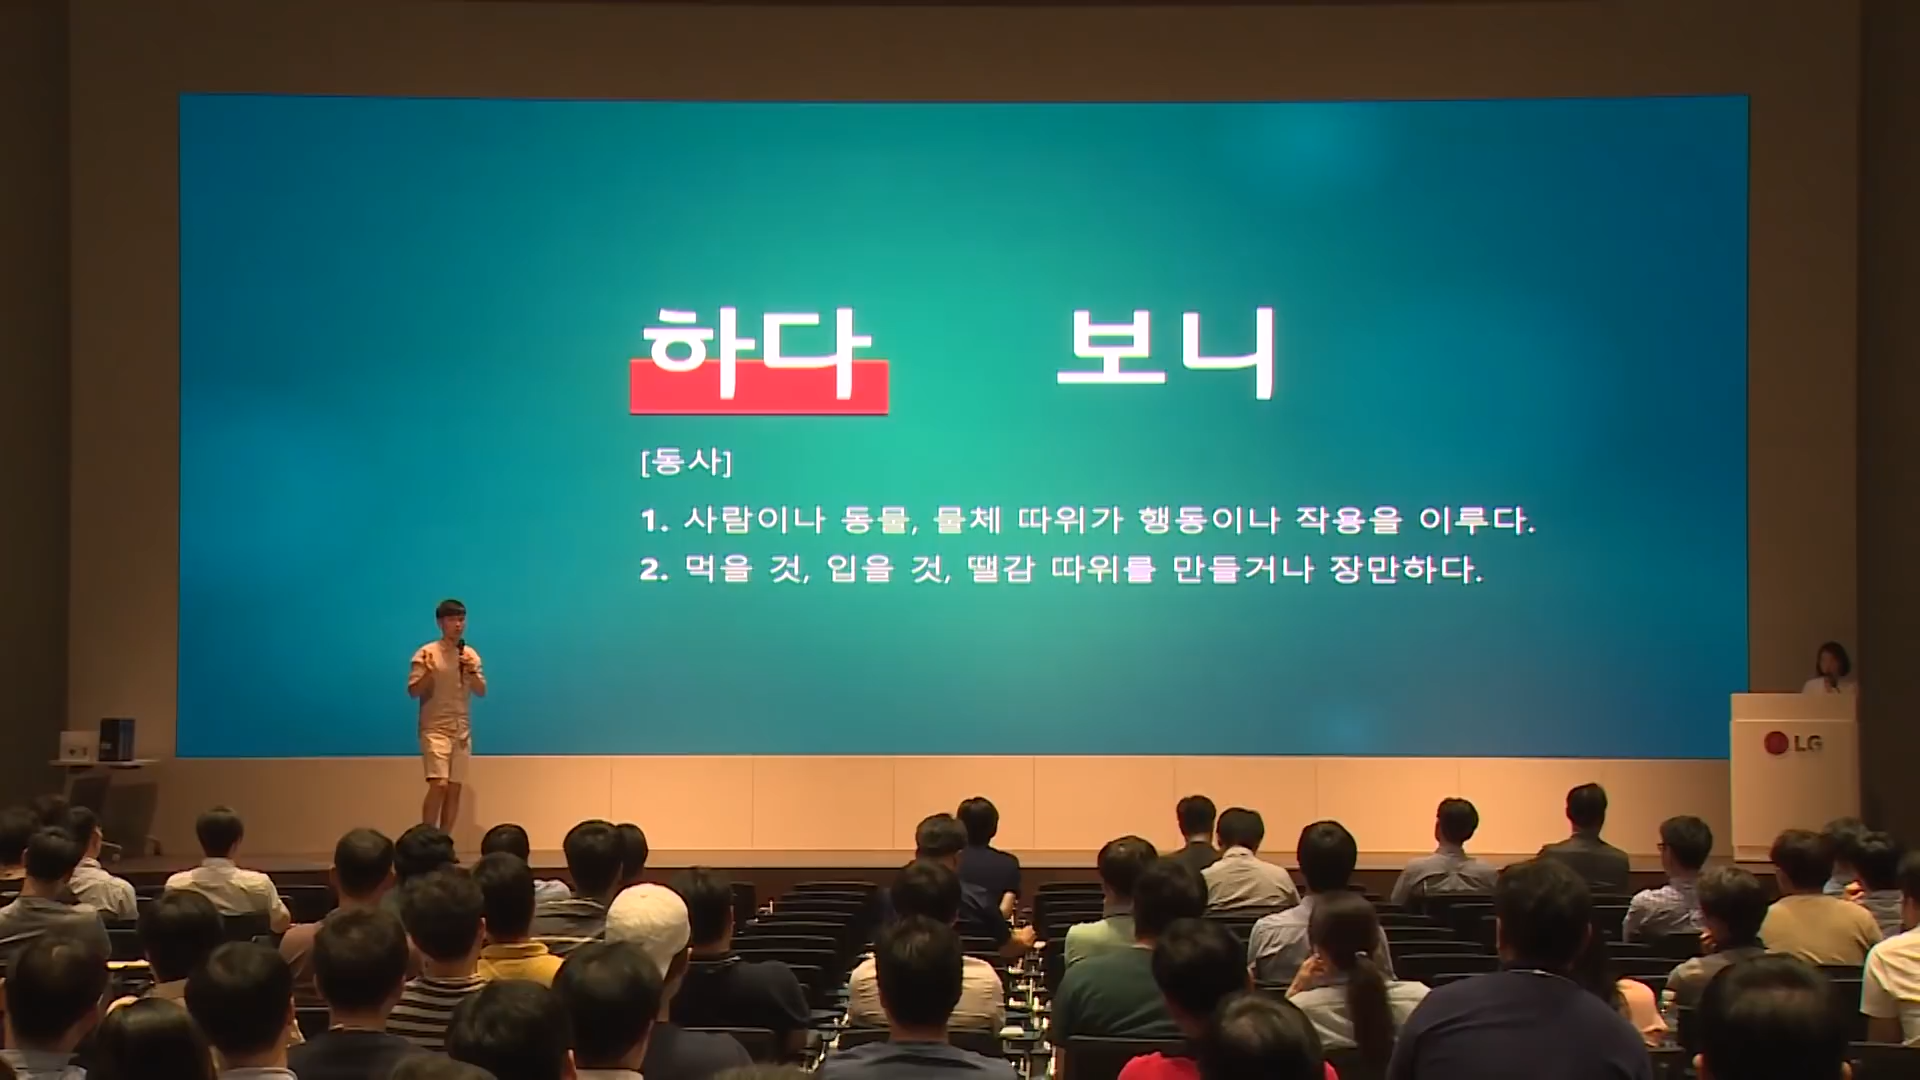 하다 보니
[동사]
1. 사람이나 동물, 물체 따위가 행동이나 작용을 이루다.
2. 먹을 것, 입을 것, 땔감 따위를 만들거나 장만하다.
LG